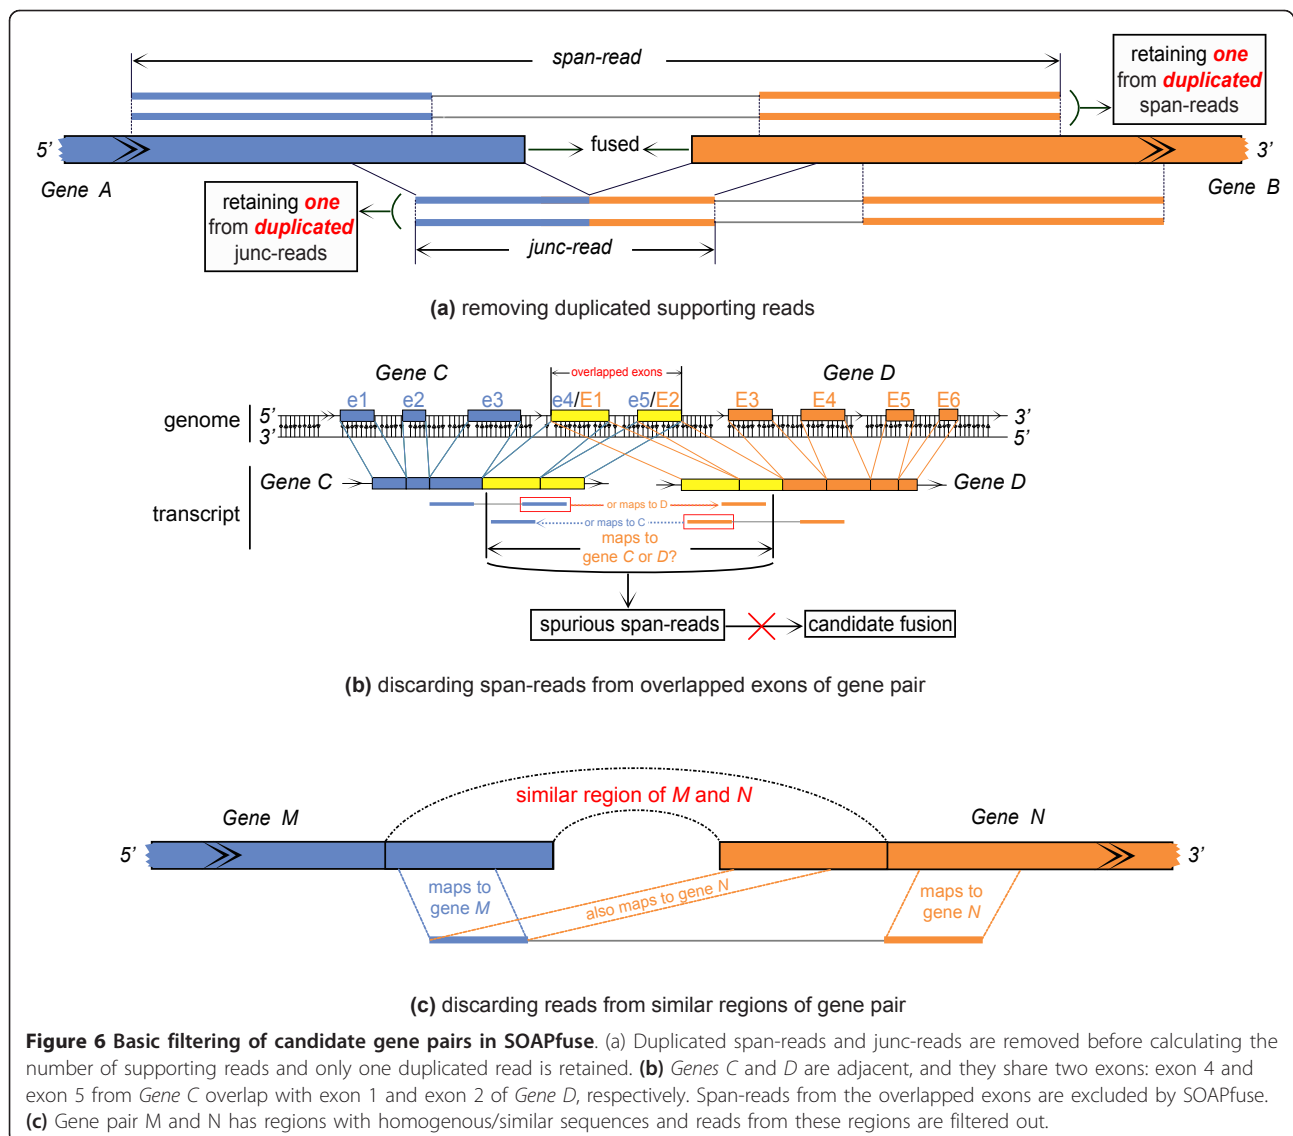 span-read
retaining one
from duplicated
span-reads
5’
fused
3’
Gene A
Gene B
retaining one
from duplicated
junc-reads
junc-read
(a) removing duplicated supporting reads
Gene C
overlapped exons
Gene D
e1
e2
e3
e4/E1
e5/E2
E3
E4
E5
E6
genome
5’
3’
3’
5’
Gene C
Gene D
transcript
or maps to D
or maps to C
maps to
gene C or D?
spurious span-reads
candidate fusion
(b) discarding span-reads from overlapped exons of gene pair
similar region of M and N
Gene M
Gene N
5’
3’
maps to
gene M
also maps to gene N
maps to
gene N
(c) discarding reads from similar regions of gene pair
Figure 6 Basic filtering of candidate gene pairs in SOAPfuse. (a) Duplicated span-reads and junc-reads are removed before calculating the
number of supporting reads and only one duplicated read is retained. (b) Genes C and D are adjacent, and they share two exons: exon 4 and
exon 5 from Gene C overlap with exon 1 and exon 2 of Gene D, respectively. Span-reads from the overlapped exons are excluded by SOAPfuse.
(c) Gene pair M and N has regions with homogenous/similar sequences and reads from these regions are filtered out.